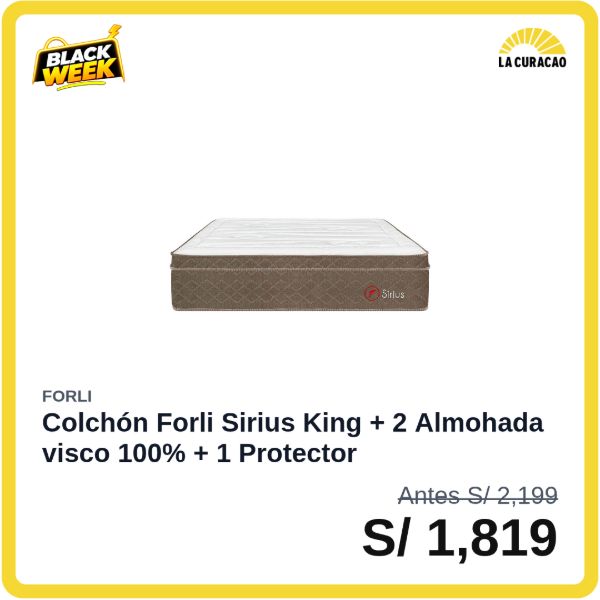 BLACK
WEEK
LA CURACAO
Sirius
FORLI
Colchón Forli Sirius King + 2 Almohada
visco 100% + 1 Protector
Antes S/ 2,199
S/ 1,819